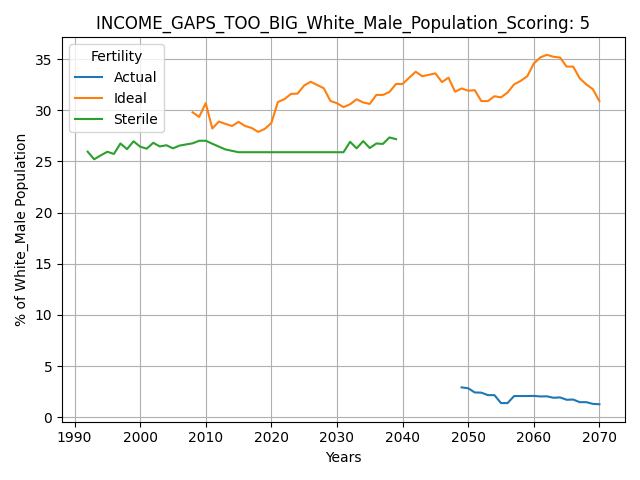 INCOME_GAPS_TOO_BIG_White_Male_Population_Scoring: 5
Fertility
Actual
Ideal
Sterile
% of White_Male Population
35
30
25
20
15
10
5
0
1990 2000 2010 2020 2030 2040 2050 2060 2070
Years